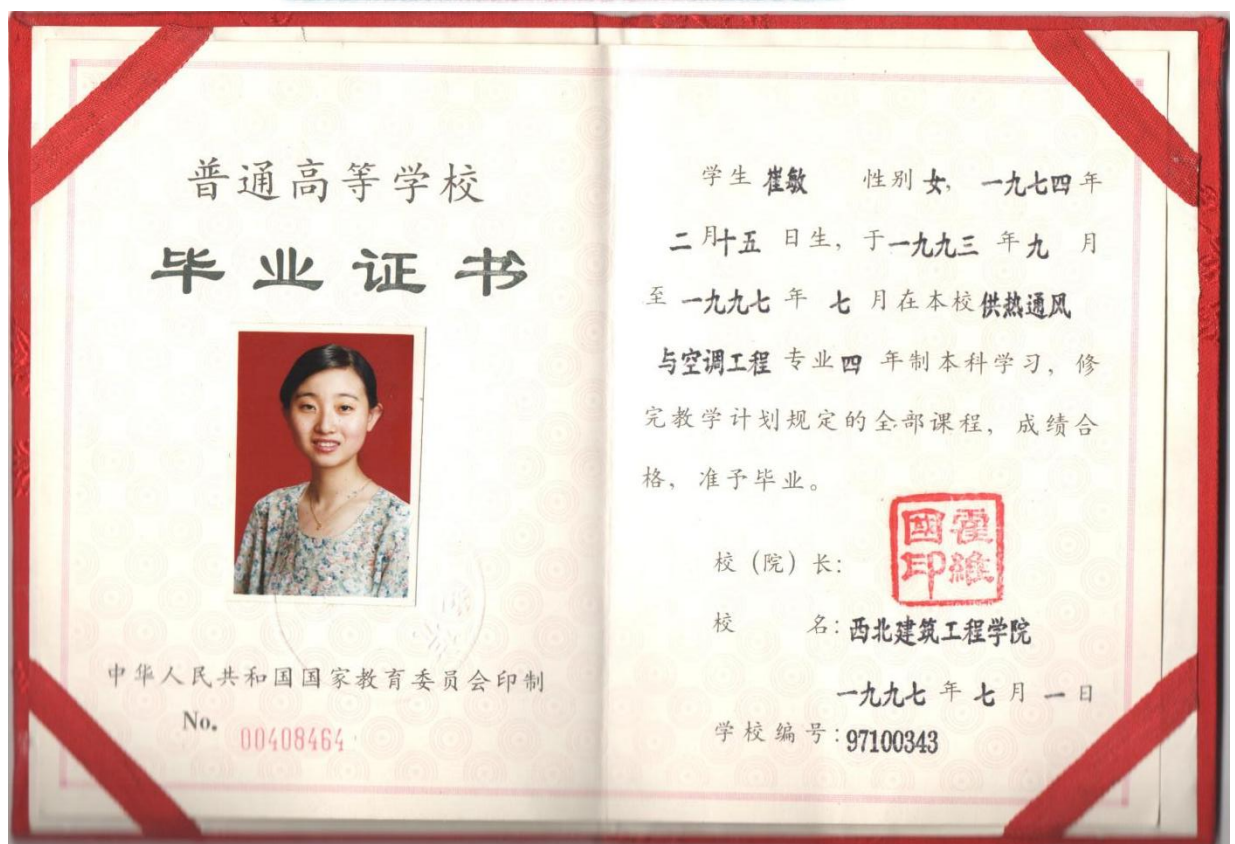 普通高等学校
毕业证书
中华人民共和国国家教育委员会印制
No. 00408464
学生 崔敏 性别 女, 一九七四年
二月十五 日生, 于一九九三 年九 月
至 一九九七 年 七 月在本校供热通风
与空调工程 专业四 年制本科学习, 修
完教学计划规定的全部课程, 成绩合
格, 准予毕业。
校 (院) 长:
國霍
印維
校 名: 西北建筑工程学院
一九九七 年 七 月 一 日
学校编号: 97100343